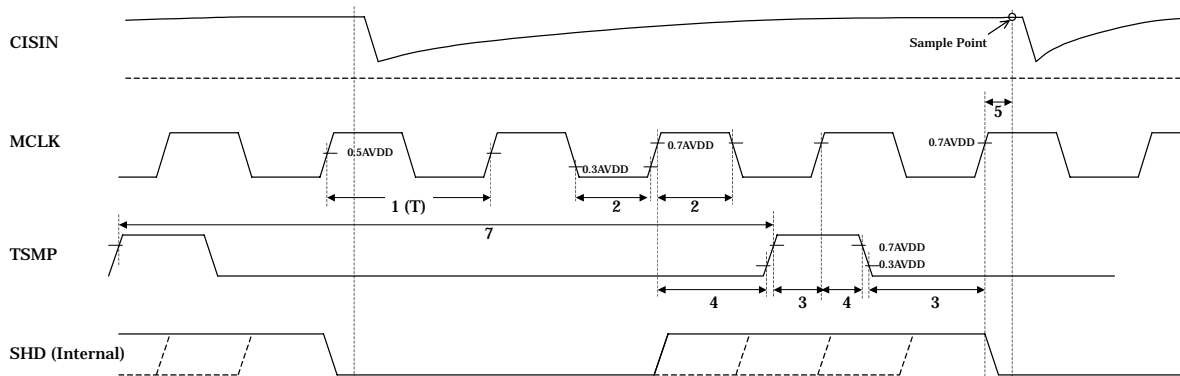 CISIN
Sample Point
5
MCLK
0.5AVDD
0.3AVDD
0.7AVDD
0.7AVDD
1 (T)
2
2
7
TSMP
0.7AVDD
0.3AVDD
4
3
4
3
SHD (Internal)